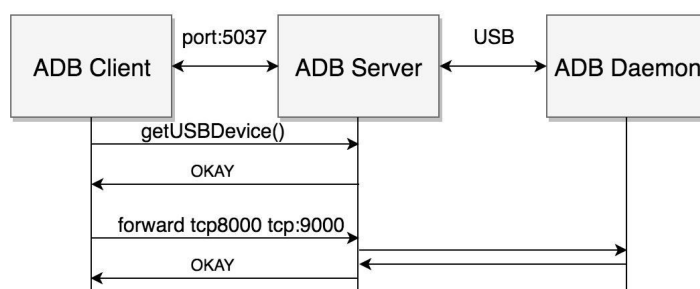 port:5037
USB
ADB Client
ADB Server
ADB Daemon
getUSBDevice()
OKAY
forward tcp8000 tcp:9000
OKAY